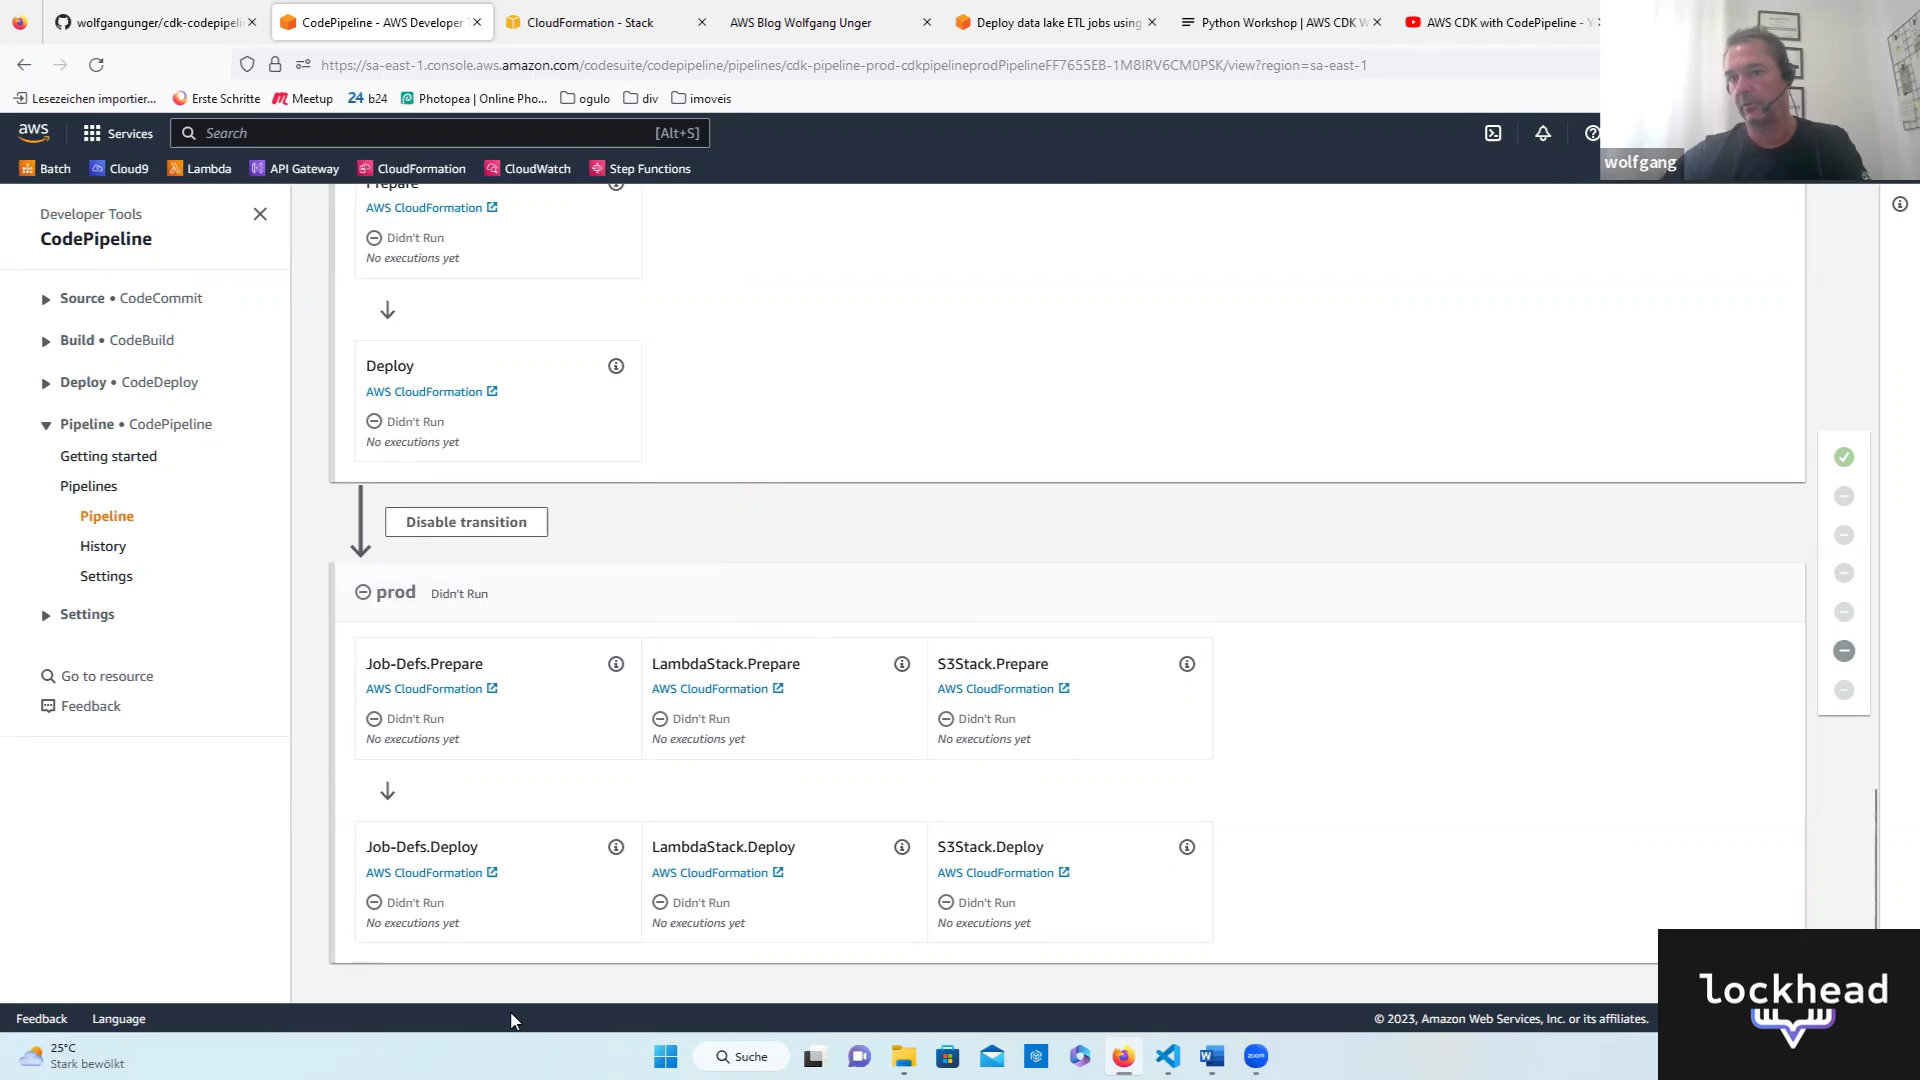 wolfgangunger/cdk-codepipeli
CodePipeline - AWS Developer T
CloudFormation - Stack
AWS Blog Wolfgang Unger
Deploy data lake ETL jobs using
Python Workshop | AWS CDK W
AWS CDK with CodePipeline - Y
https://sa-east-1.console.aws.amazon.com/codesuite/codepipeline/pipelines/cdk-pipeline-prod-cdkpipelineprodPipelineFF7655EB-1M8IRV6CM0PSK/view?region=sa-east-1
Lesezeichen importier...
Erste Schritte
Meetup
24 b24
Photopea | Online Pho...
ogulo
div
imoveis
aws
Services
Search
[Alt+S]
wolfgang
Batch
Cloud9
Lambda
API Gateway
CloudFormation
CloudWatch
Step Functions
Developer Tools
CodePipeline
Source • CodeCommit
Build • CodeBuild
Deploy • CodeDeploy
Pipeline • CodePipeline
Getting started
Pipelines
Pipeline
History
Settings
Settings
Go to resource
Feedback
Prepare
AWS CloudFormation
Didn't Run
No executions yet
Deploy
AWS CloudFormation
Didn't Run
No executions yet
Disable transition
prod Didn't Run
Job-Defs.Prepare
AWS CloudFormation
Didn't Run
No executions yet
LambdaStack.Prepare
AWS CloudFormation
Didn't Run
No executions yet
S3Stack.Prepare
AWS CloudFormation
Didn't Run
No executions yet
Job-Defs.Deploy
AWS CloudFormation
Didn't Run
No executions yet
LambdaStack.Deploy
AWS CloudFormation
Didn't Run
No executions yet
S3Stack.Deploy
AWS CloudFormation
Didn't Run
No executions yet
lockhead
Feedback
Language
© 2023, Amazon Web Services, Inc. or its affiliates.
25°C
Stark bewölkt
Suche
zoom